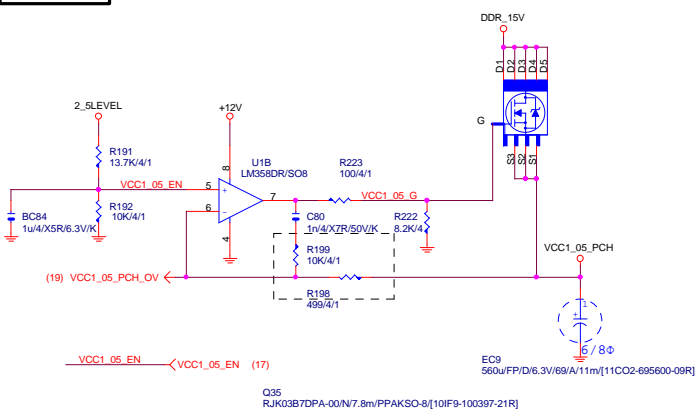 DDR_15V
D1
D2
D3
D4
D5
G
S3
S2
S1
2_5LEVEL
+12V
R191
13.7K/4/1
8
U1B
LM358DR/SO8
R223
100/4/1
VCC1_05_EN
5
+
7
VCC1_05_G
6
-
BC84
1u/4/X5R/6.3V/K
R192
10K/4/1
4
C80
1n/4/X7R/50V/K
R222
8.2K/4
R199
10K/4/1
VCC1_05_PCH
(19) VCC1_05_PCH_OV
R198
499/4/1
1
+
6/8Φ
VCC1_05_EN
VCC1_05_EN (17)
EC9
560u/FP/D/6.3V/69/A/11m/[11CO2-695600-09R]
Q35
RJK03B7DPA-00/N/7.8m/PPAKSO-8/[10IF9-100397-21R]